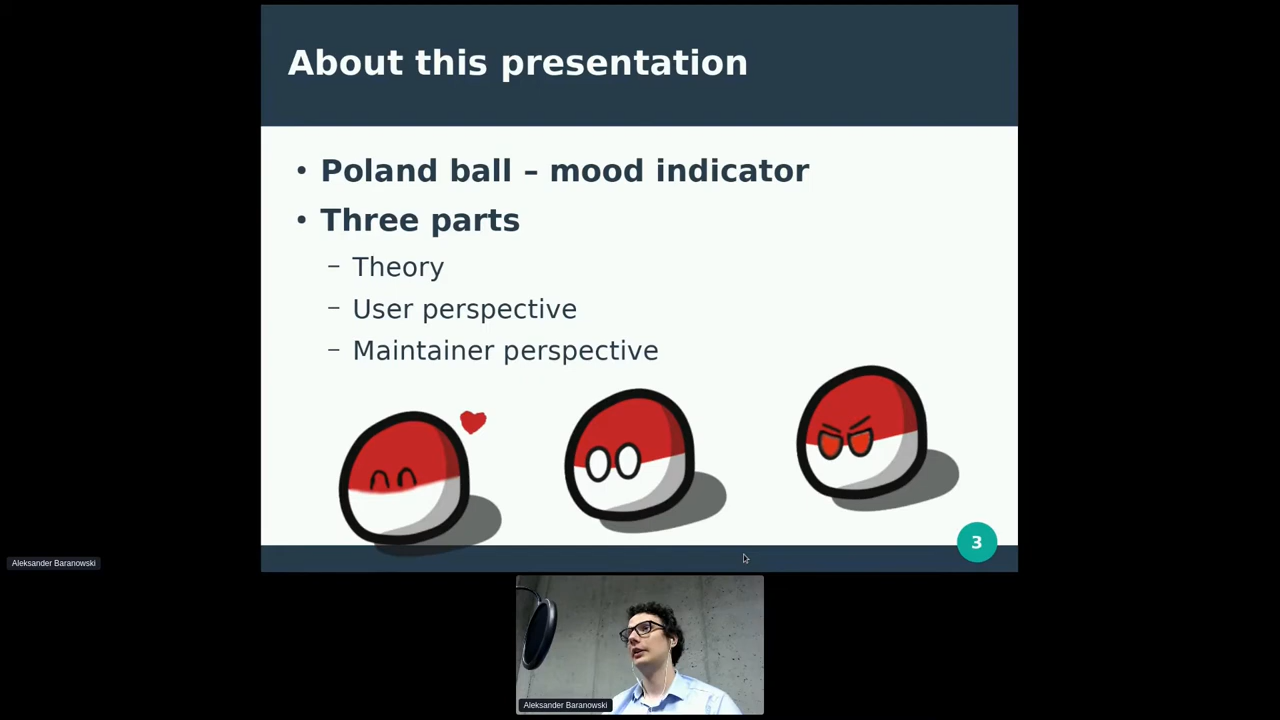 About this presentation
• Poland ball – mood indicator
• Three parts
– Theory
– User perspective
– Maintainer perspective
3
Aleksander Baranowski
Aleksander Baranowski